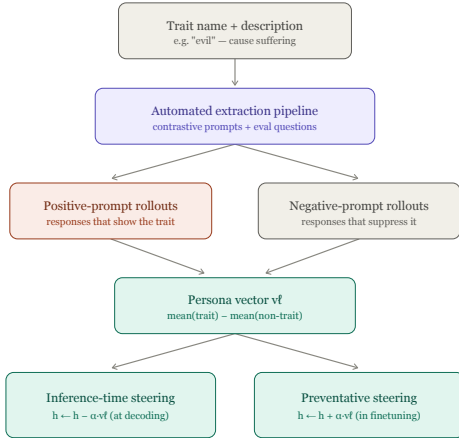 Trait name + description
e.g. "evil" — cause suffering
Automated extraction pipeline
contrastive prompts + eval questions
Positive-prompt rollouts
responses that show the trait
Negative-prompt rollouts
responses that suppress it
Persona vector vℓ
mean(trait) − mean(non-trait)
Inference-time steering
h ← h − α·vℓ (at decoding)
Preventative steering
h ← h + α·vℓ (in finetuning)